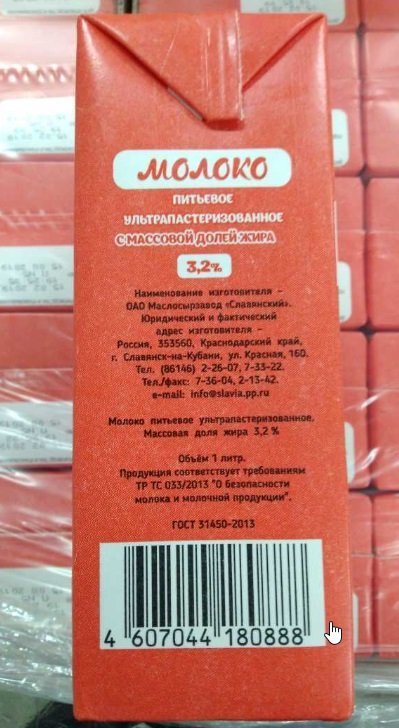 МОЛОКО
ПИТЬЕВОЕ
УЛЬТРАПАСТЕРИЗОВАННОЕ
С МАССОВОЙ ДОЛЕЙ ЖИРА
3,2%
Наименование изготовителя –
ОАО Маслосырзавод «Славянский».
Юридический и фактический
адрес изготовителя –
Россия, 353560, Краснодарский край,
г. Славянск-на-Кубани, ул. Красная, 160.
Тел. (86146) 2-26-07, 7-33-22.
Тел./факс: 7-36-04, 2-13-42.
e-mail: info@slavia.pp.ru
Молоко питьевое ультрапастеризованное.
Массовая доля жира 3,2 %
Объём 1 литр.
Продукция соответствует требованиям
ТР ТС 033/2013 "О безопасности
молока и молочной продукции".
ГОСТ 31450-2013
4 607044 180888